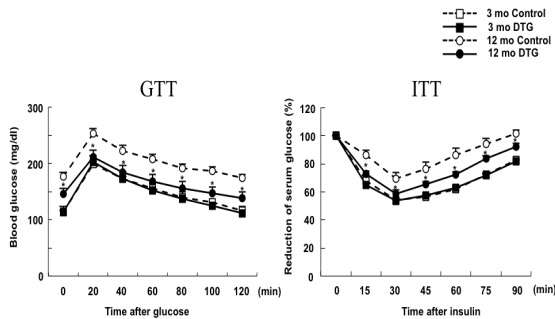 3 mo Control
3 mo DTG
12 mo Control
12 mo DTG
GTT
ITT
Blood glucose (mg/dl)
300
200
100
0
0 20 40 60 80 100 120 (min)
Time after glucose
Reduction of serum glucose (%)
120
100
80
60
40
20
0
0 15 30 45 60 75 90 (min)
Time after insulin